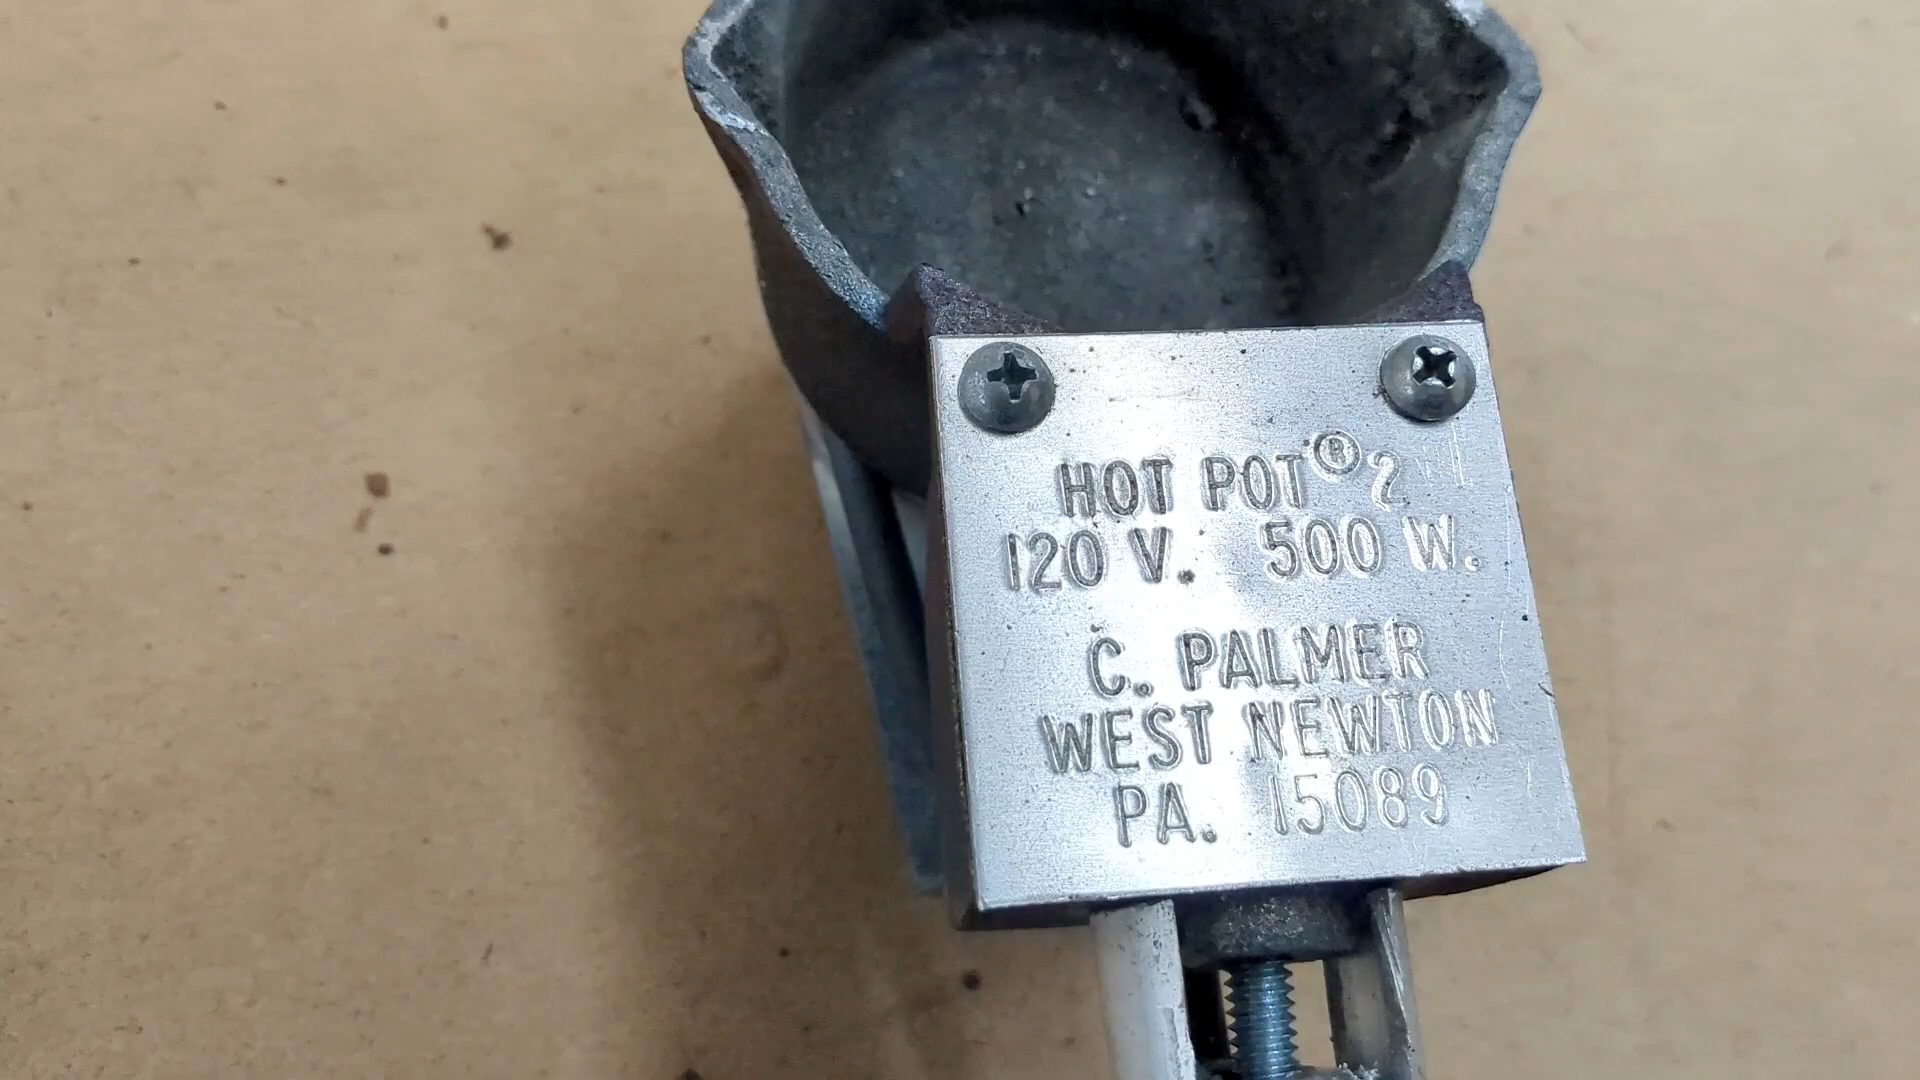 HOT POT® 2
120 V. 500 W.
C. PALMER
WEST NEWTON
PA. 15089